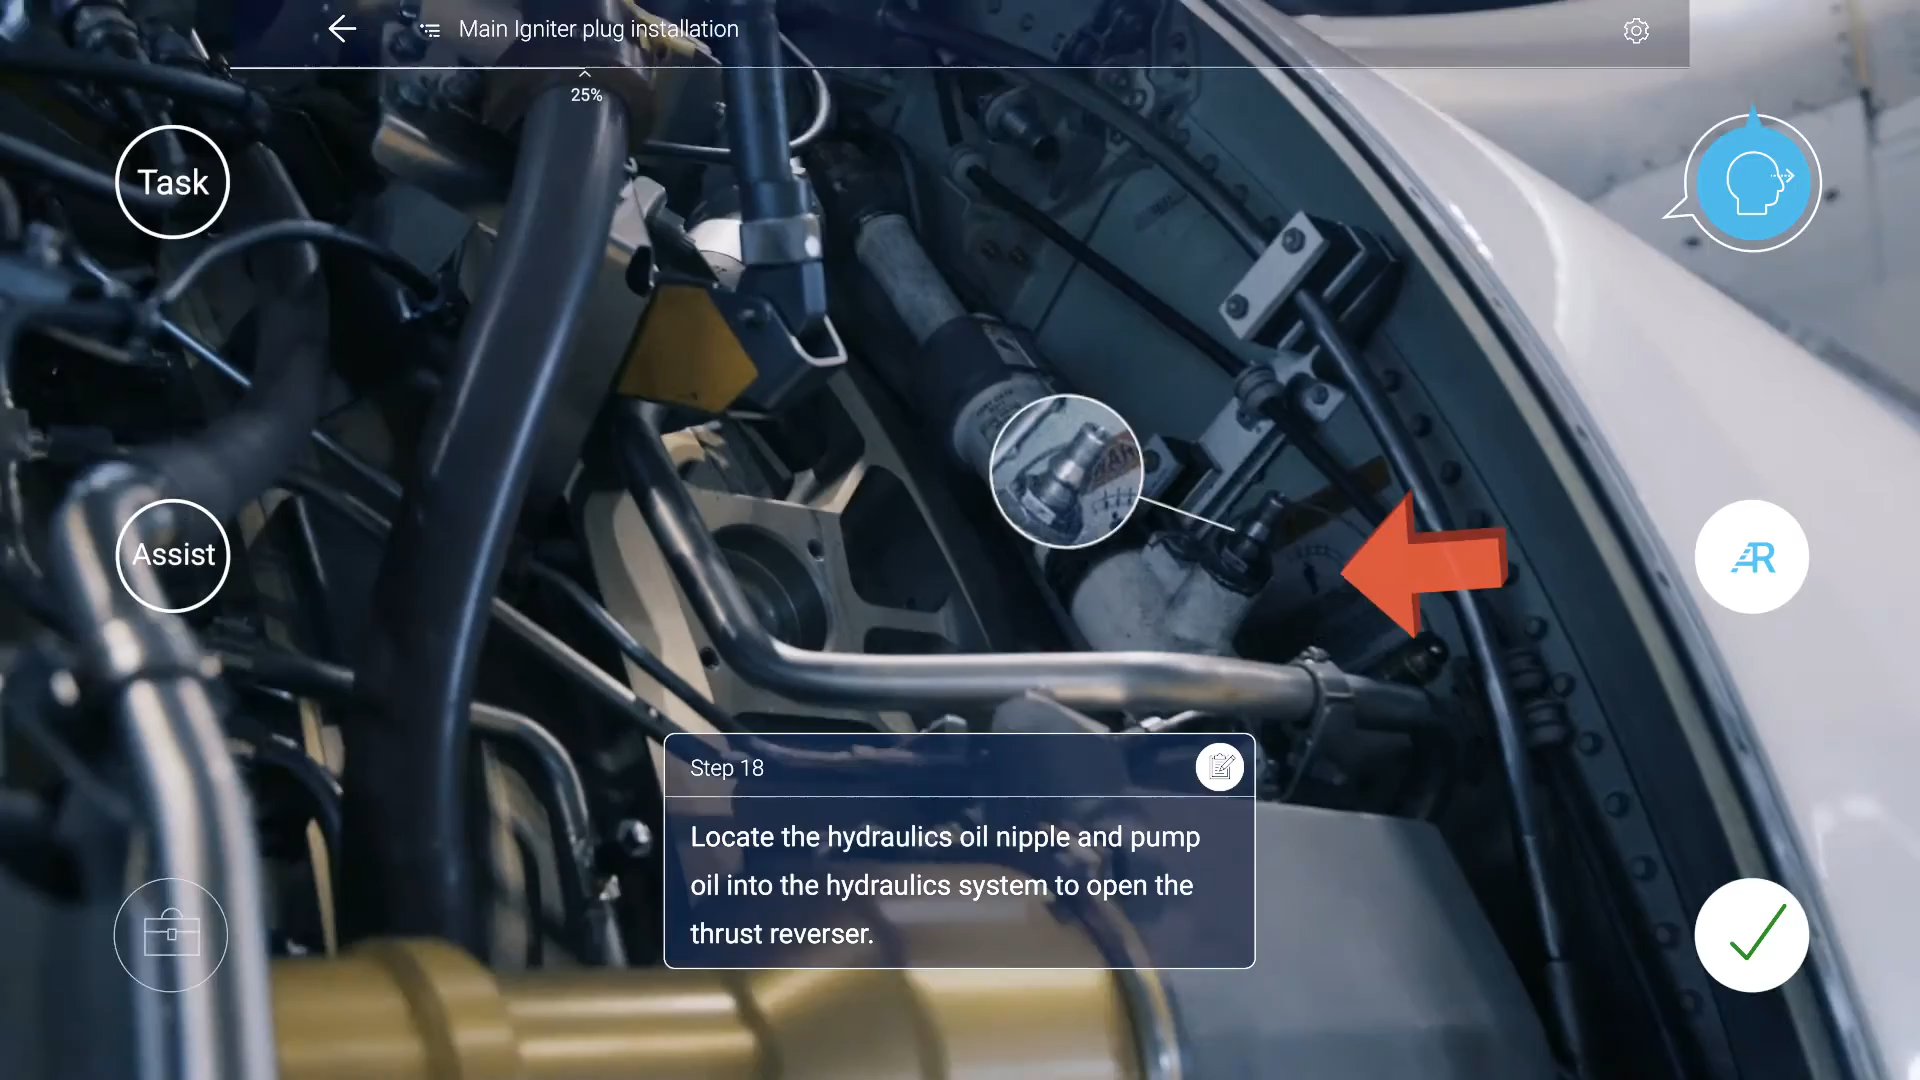 Main Igniter plug installation
25%
Task
Assist
AR
Step 18
Locate the hydraulics oil nipple and pump
oil into the hydraulics system to open the
thrust reverser.